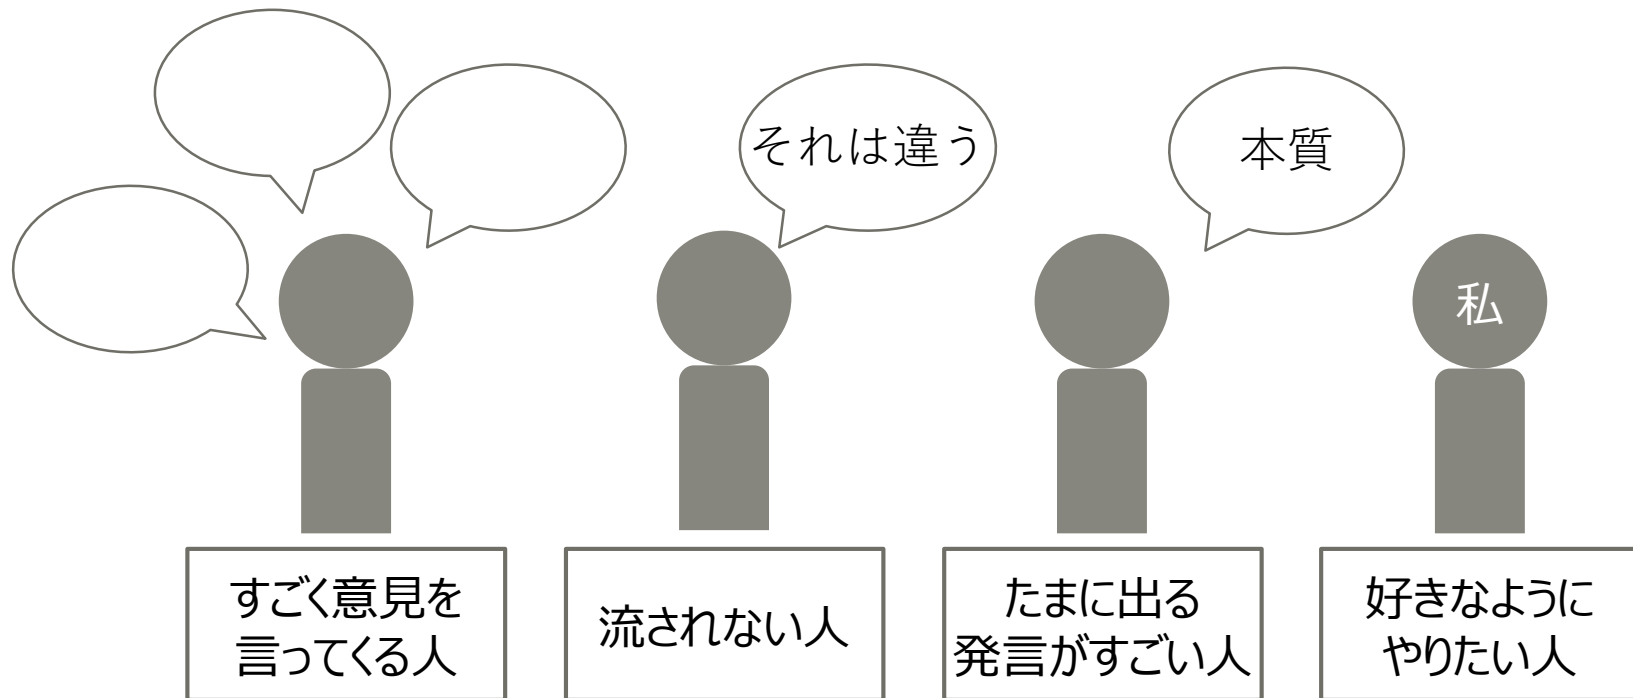 それは違う
本質
私
すごく意見を
言ってくる人
流されない人
たまに出る
発言がすごい人
好きなように
やりたい人